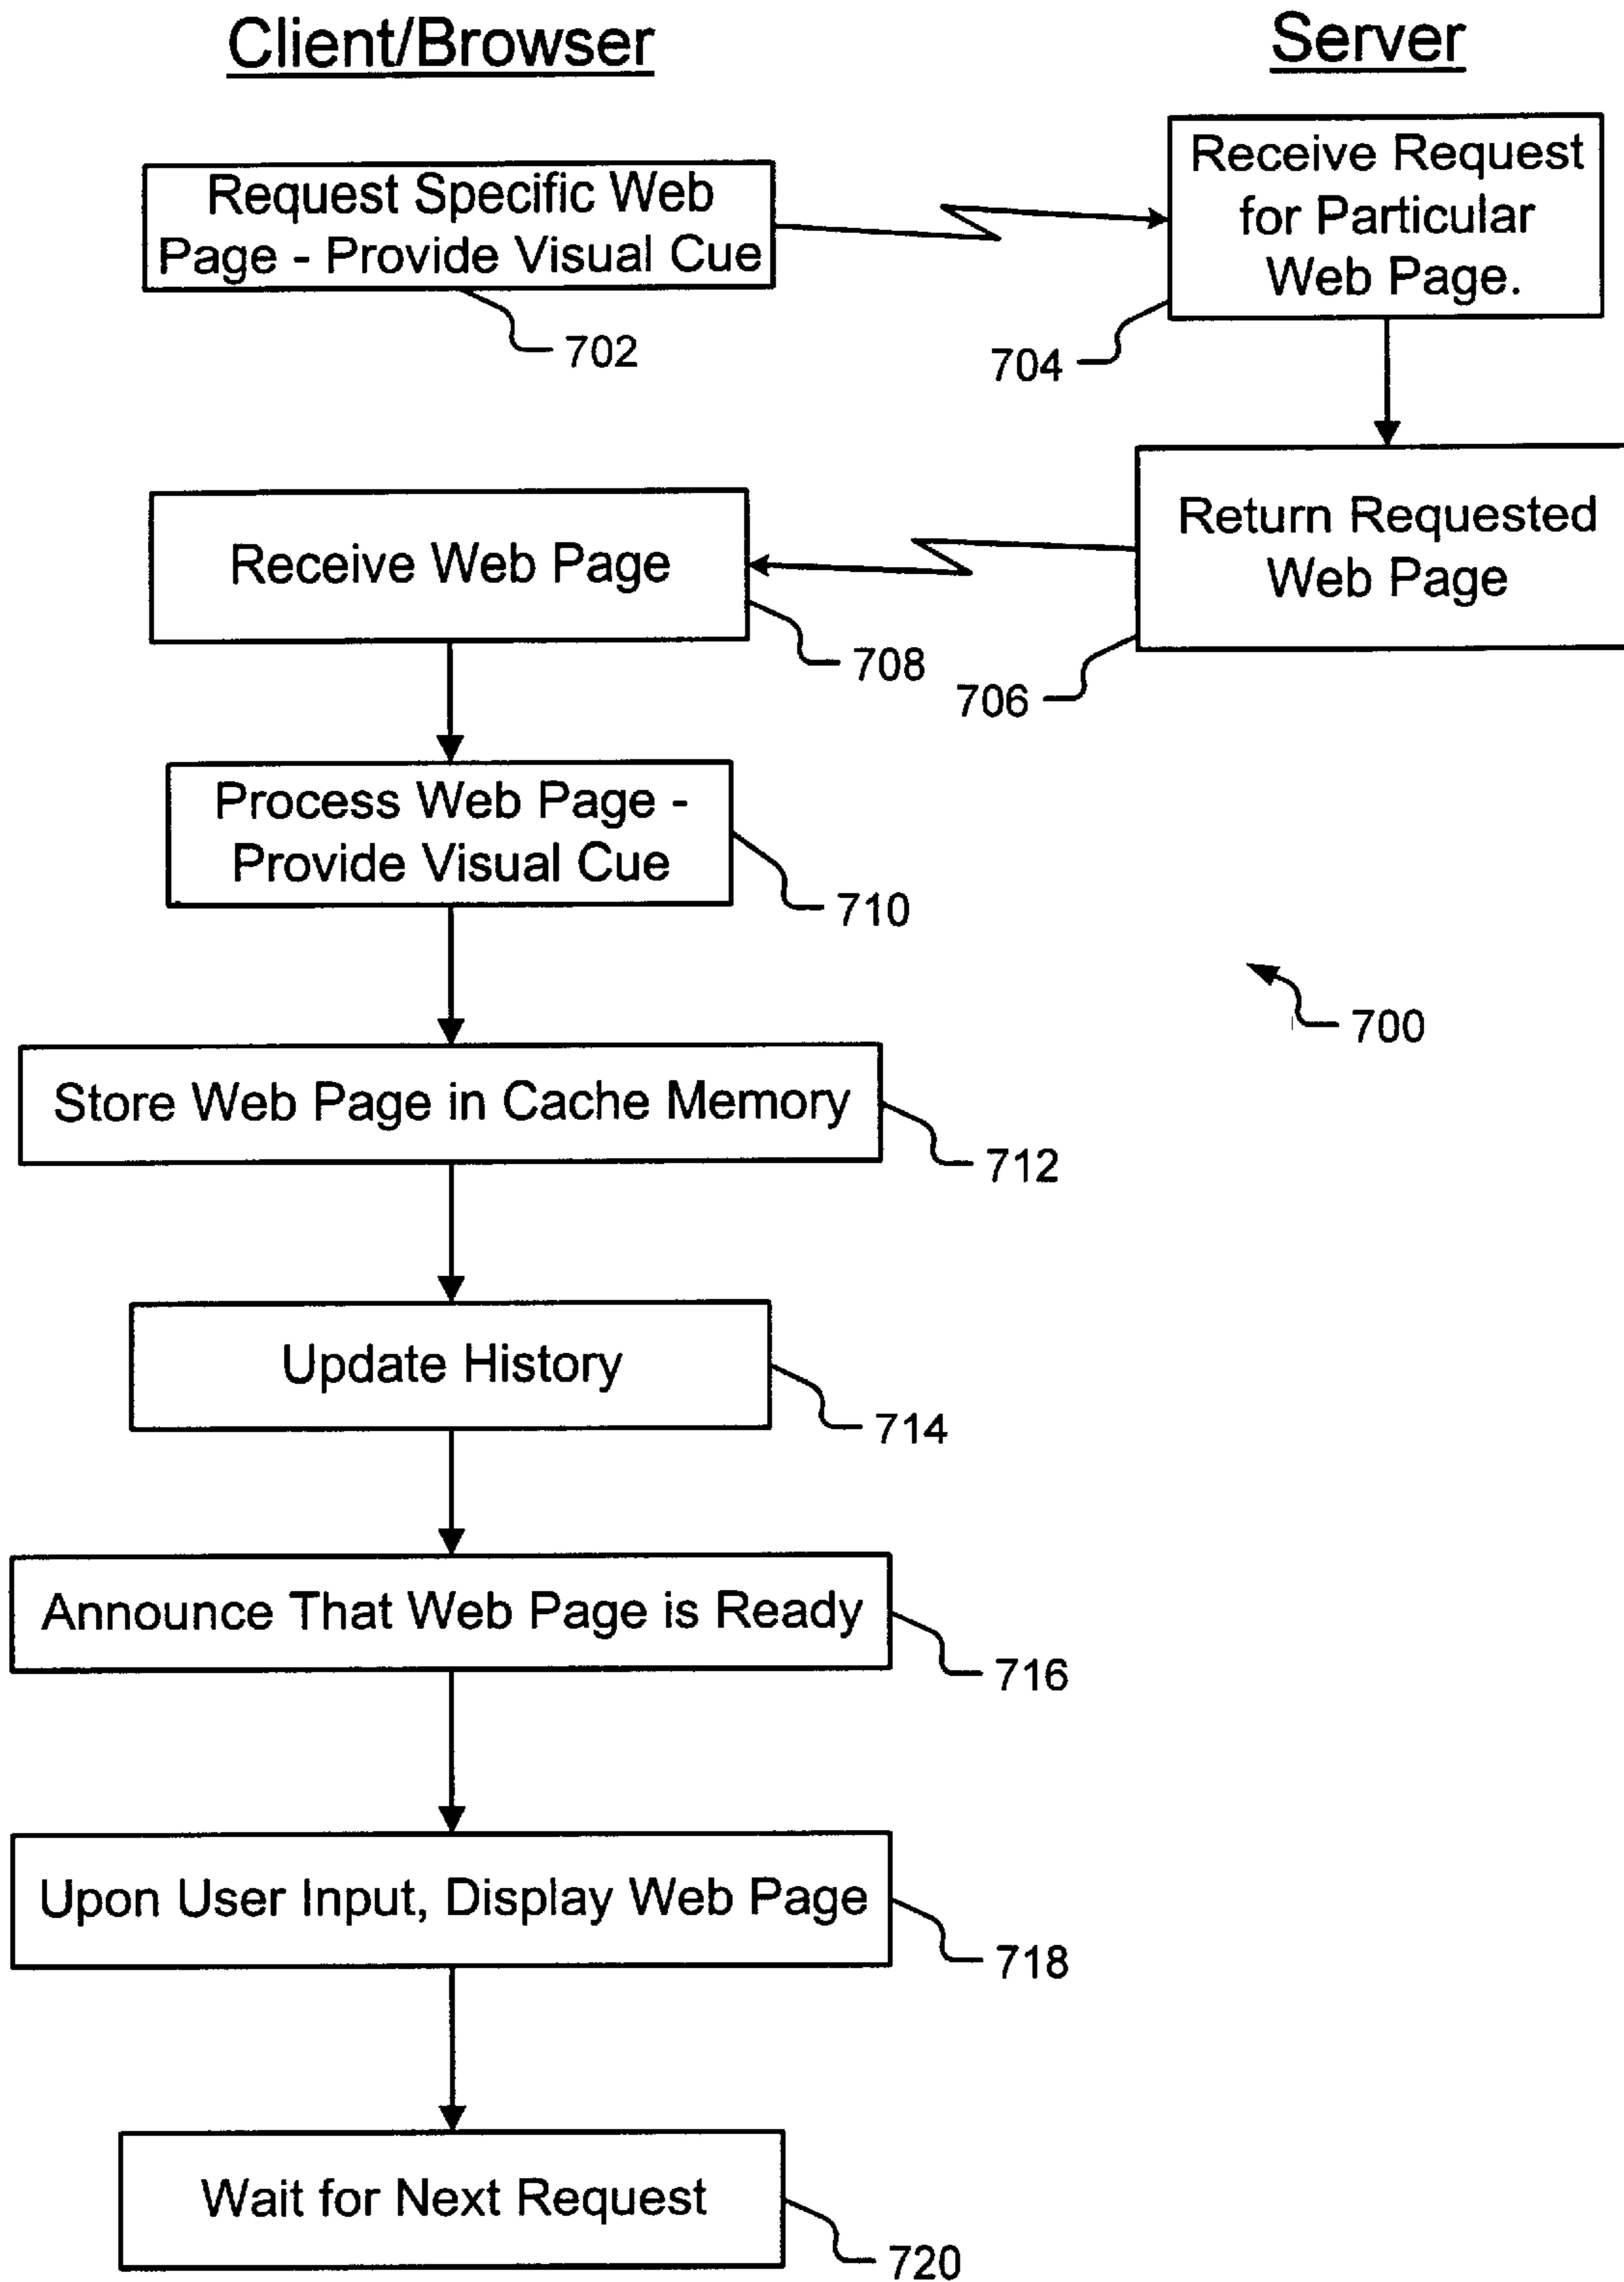 Client/Browser
Server
Request Specific Web
Page - Provide Visual Cue
702
Receive Request
for Particular
Web Page.
704
Return Requested
Web Page
706
Receive Web Page
708
Process Web Page -
Provide Visual Cue
710
700
Store Web Page in Cache Memory
712
Update History
714
Announce That Web Page is Ready
716
Upon User Input, Display Web Page
718
Wait for Next Request
720